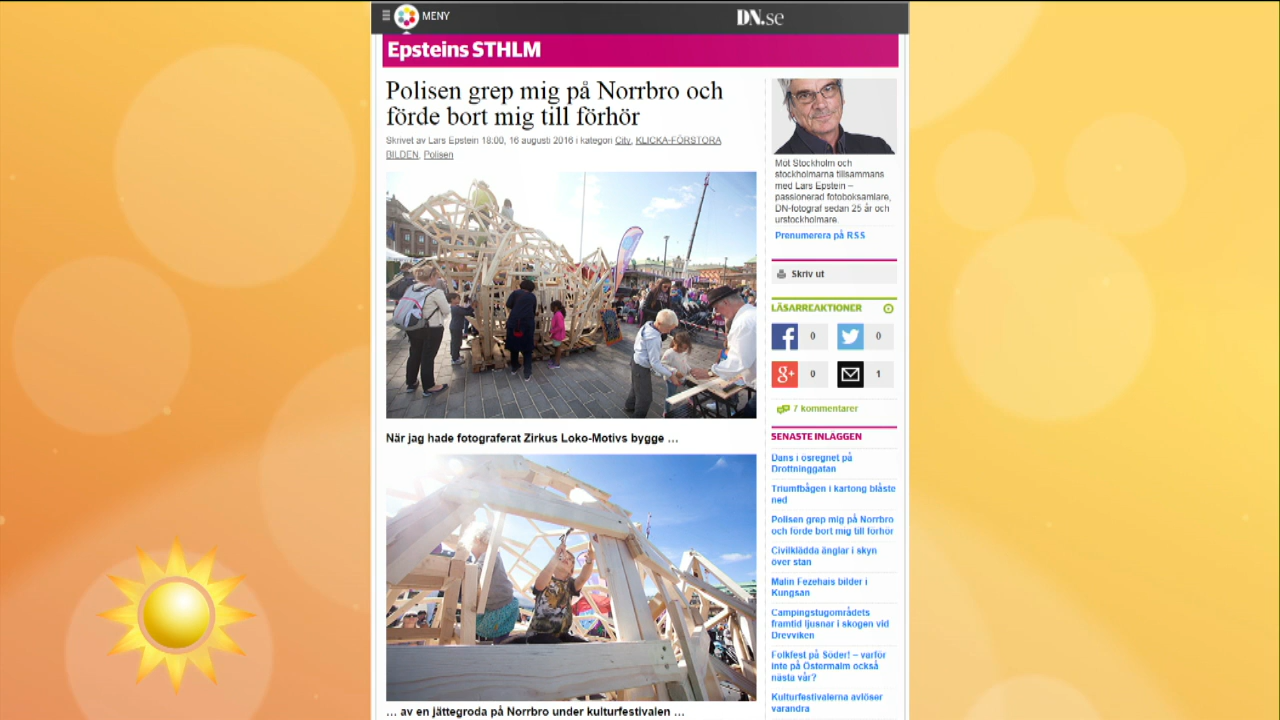 MENY
DN.se
Epsteins STHLM
Polisen grep mig på Norrbro och
förde bort mig till förhör
Skrivet av Lars Epstein 18:00, 16 augusti 2016 i kategori City, KLICKA-FÖRSTORA
BILDEN, Polisen
När jag hade fotograferat Zirkus Loko-Motivs bygge ...
... av en jättegroda på Norrbro under kulturfestivalen ...
Möt Stockholm och
stockholmarna tillsammans
med Lars Epstein –
passionerad fotoboksamlare,
DN-fotograf sedan 25 år och
urstockholmare.
Prenumerera på RSS
Skriv ut
LÄSARREAKTIONER
f 0 0
g+ 0 1
7 kommentarer
SENASTE INLÄGGEN
Dans i ösregnet på
Drottninggatan
Triumfbågen i kartong blåste
ned
Polisen grep mig på Norrbro
och förde bort mig till förhör
Civilklädda änglar i skyn
över stan
Malin Fezehais bilder i
Kungsan
Campingstugområdets
framtid ljusnar i skogen vid
Drevviken
Folkfest på Söder! – varför
inte på Östermalm också
nästa vår?
Kulturfestivalerna avlöser
varandra